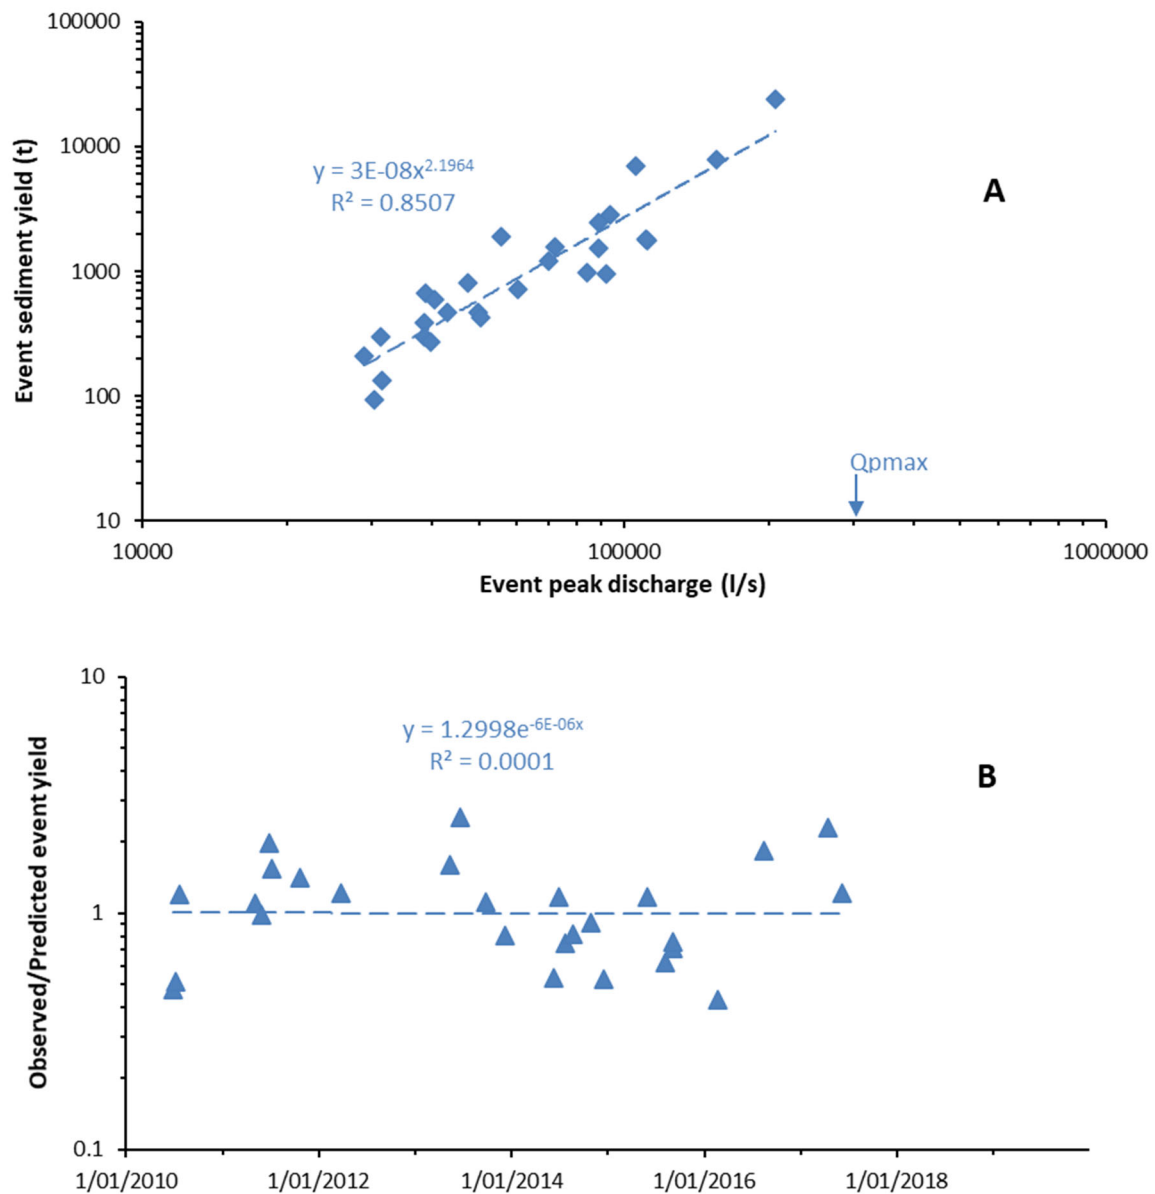 100000
10000
1000
100
10
Event sediment yield (t)
y = 3E-08x^2.1964
R² = 0.8507
A
Qpmax
10000 100000 1000000
Event peak discharge (l/s)
10
1
0.1
Observed/Predicted event yield
y = 1.2998e^-6E-06x
R² = 0.0001
B
1/01/2010 1/01/2012 1/01/2014 1/01/2016 1/01/2018